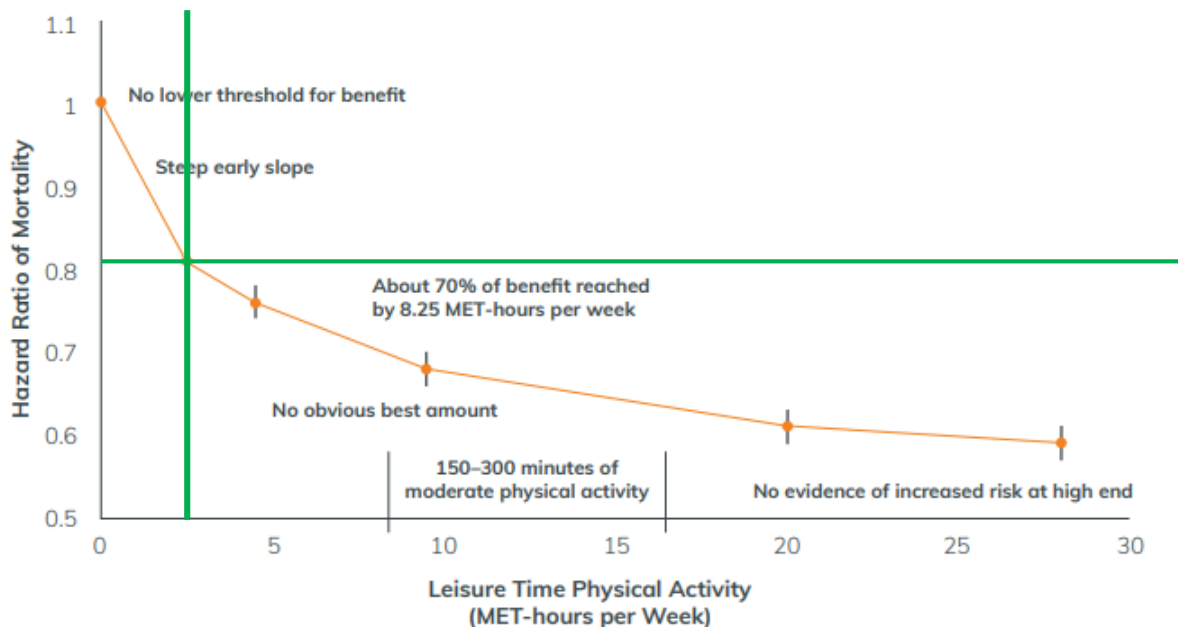 1.1
No lower threshold for benefit
1
Steep early slope
0.9
0.8
About 70% of benefit reached
by 8.25 MET-hours per week
0.7
No obvious best amount
0.6
150–300 minutes of
moderate physical activity
No evidence of increased risk at high end
0.5
Hazard Ratio of Mortality
0 5 10 15 20 25 30
Leisure Time Physical Activity
(MET-hours per Week)